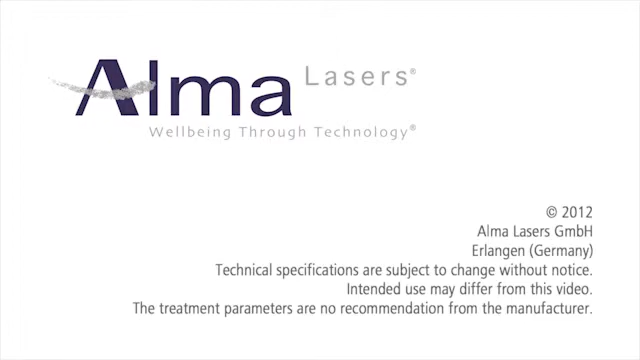 Alma Lasers®
Wellbeing Through Technology®
© 2012
Alma Lasers GmbH
Erlangen (Germany)
Technical specifications are subject to change without notice.
Intended use may differ from this video.
The treatment parameters are no recommendation from the manufacturer.